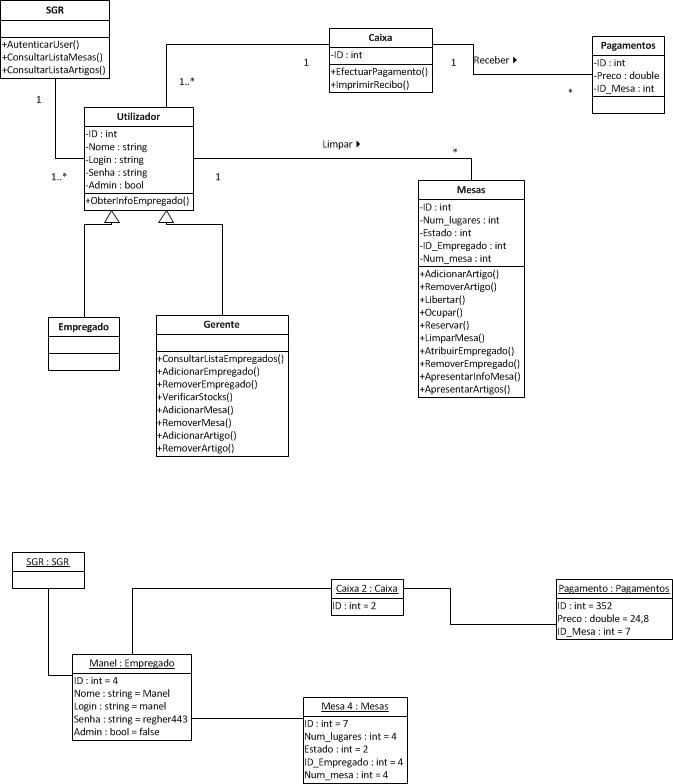 SGR
+AutenticarUser()
+ConsultarListaMesas()
+ConsultarListaArtigos()
1
1..*
Utilizador
-ID : int
-Nome : string
-Login : string
-Senha : string
-Admin : bool
+ObterInfoEmpregado()
1..*
1
Caixa
-ID : int
+EfectuarPagamento()
+ImprimirRecibo()
1
Receber
*
Pagamentos
-ID : int
-Preco : double
-ID_Mesa : int
1
Limpar
*
Mesas
-ID : int
-Num_lugares : int
-Estado : int
-ID_Empregado : int
-Num_mesa : int
+AdicionarArtigo()
+RemoverArtigo()
+Libertar()
+Ocupar()
+Reservar()
+LimparMesa()
+AtribuirEmpregado()
+RemoverEmpregado()
+ApresentarInfoMesa()
+ApresentarArtigos()
Empregado
Gerente
+ConsultarListaEmpregados()
+AdicionarEmpregado()
+RemoverEmpregado()
+VerificarStocks()
+AdicionarMesa()
+RemoverMesa()
+AdicionarArtigo()
+RemoverArtigo()
SGR : SGR
Caixa 2 : Caixa
ID : int = 2
Pagamento : Pagamentos
ID : int = 352
Preco : double = 24,8
ID_Mesa : int = 7
Manel : Empregado
ID : int = 4
Nome : string = Manel
Login : string = manel
Senha : string = regher443
Admin : bool = false
Mesa 4 : Mesas
ID : int = 7
Num_lugares : int = 4
Estado : int = 2
ID_Empregado : int = 4
Num_mesa : int = 4